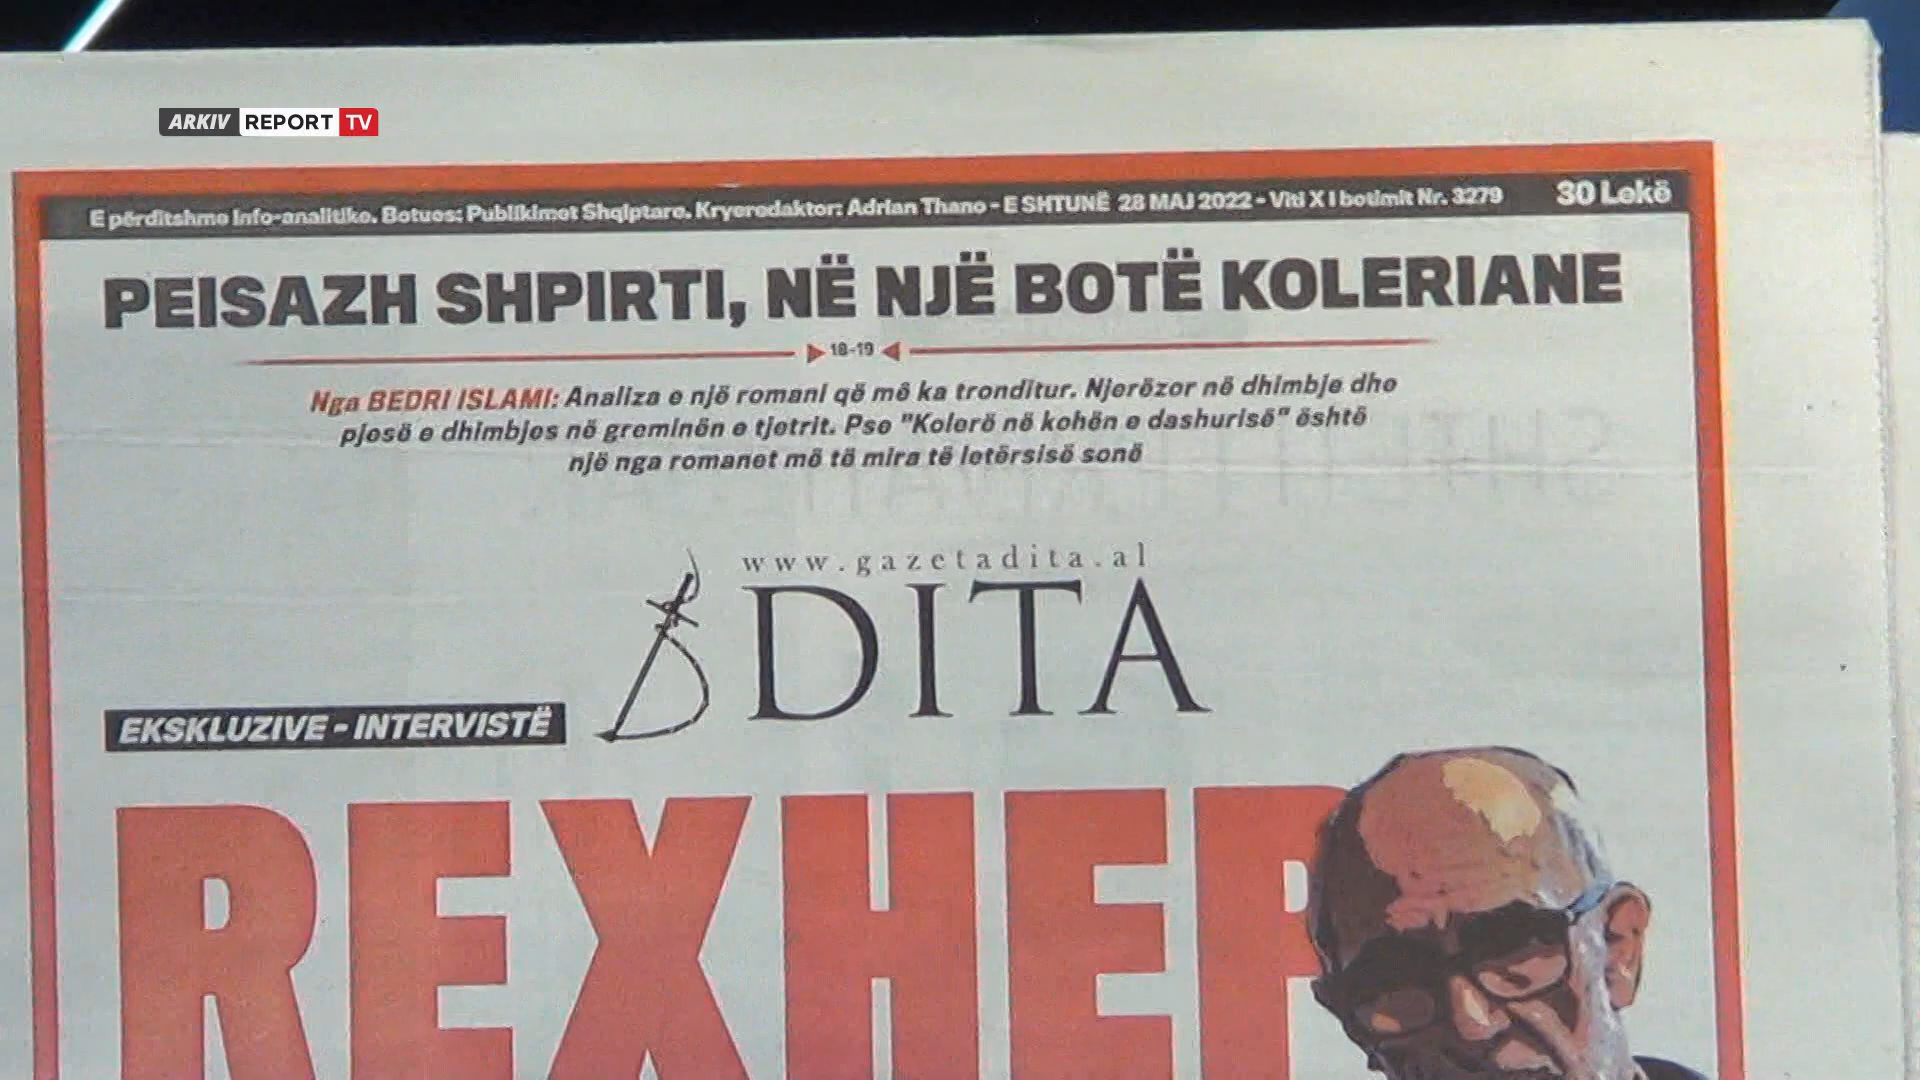 ARKIV REPORT TV
E përditshme Info-analitike. Botues: Publikimet Shqiptare. Kryeredaktor: Adrian Thano - E SHTUNË 28 MAJ 2022 - Viti X I botimit Nr. 3279 30 Lekë
PEISAZH SHPIRTI, NË NJË BOTË KOLERIANE
18-19
Nga BEDRI ISLAMI: Analiza e një romani që më ka tronditur. Njerëzor në dhimbje dhe
pjesë e dhimbjes në greminën e tjetrit. Pse "Kolerë në kohën e dashurisë" është
një nga romanet më të mira të letërsisë sonë
www.gazetadita.al
DITA
EKSKLUZIVE - INTERVISTË
REXHEP